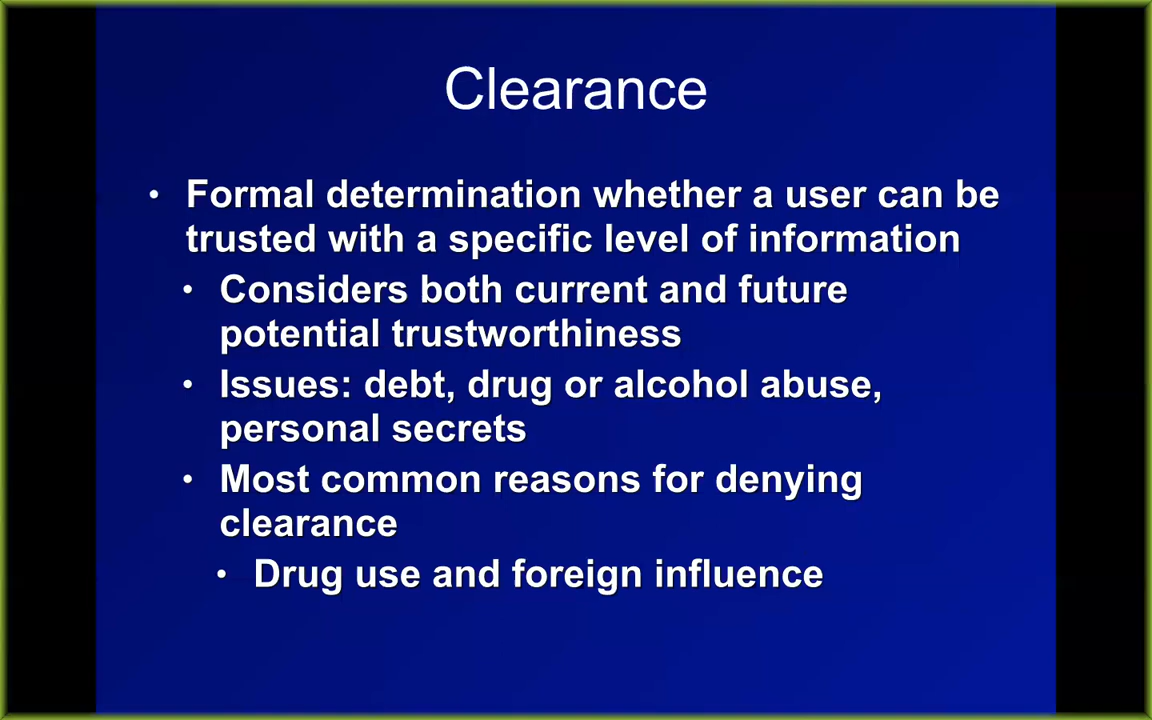 Clearance
• Formal determination whether a user can be
trusted with a specific level of information
• Considers both current and future
potential trustworthiness
• Issues: debt, drug or alcohol abuse,
personal secrets
• Most common reasons for denying
clearance
• Drug use and foreign influence